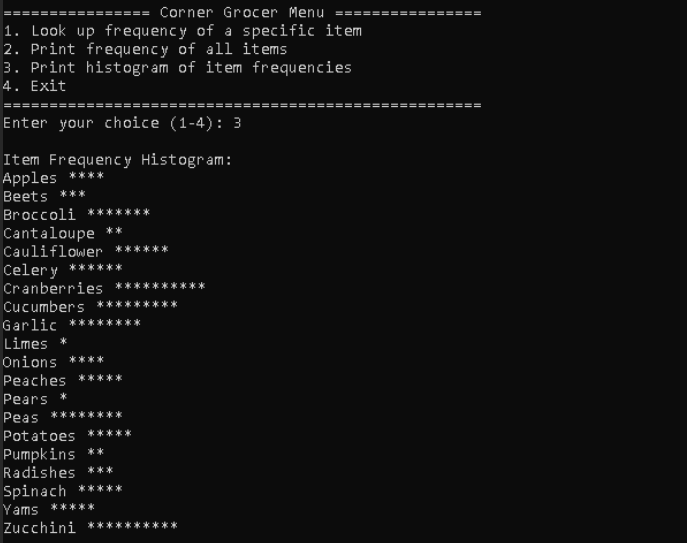 ================ Corner Grocer Menu ================
1. Look up frequency of a specific item
2. Print frequency of all items
3. Print histogram of item frequencies
4. Exit
====================================================
Enter your choice (1-4): 3
Item Frequency Histogram:
Apples ****
Beets ***
Broccoli *******
Cantaloupe **
Cauliflower ******
Celery ******
Cranberries **********
Cucumbers *********
Garlic ********
Limes *
Onions ****
Peaches *****
Pears *
Peas ********
Potatoes *****
Pumpkins **
Radishes ***
Spinach *****
Yams *****
Zucchini **********